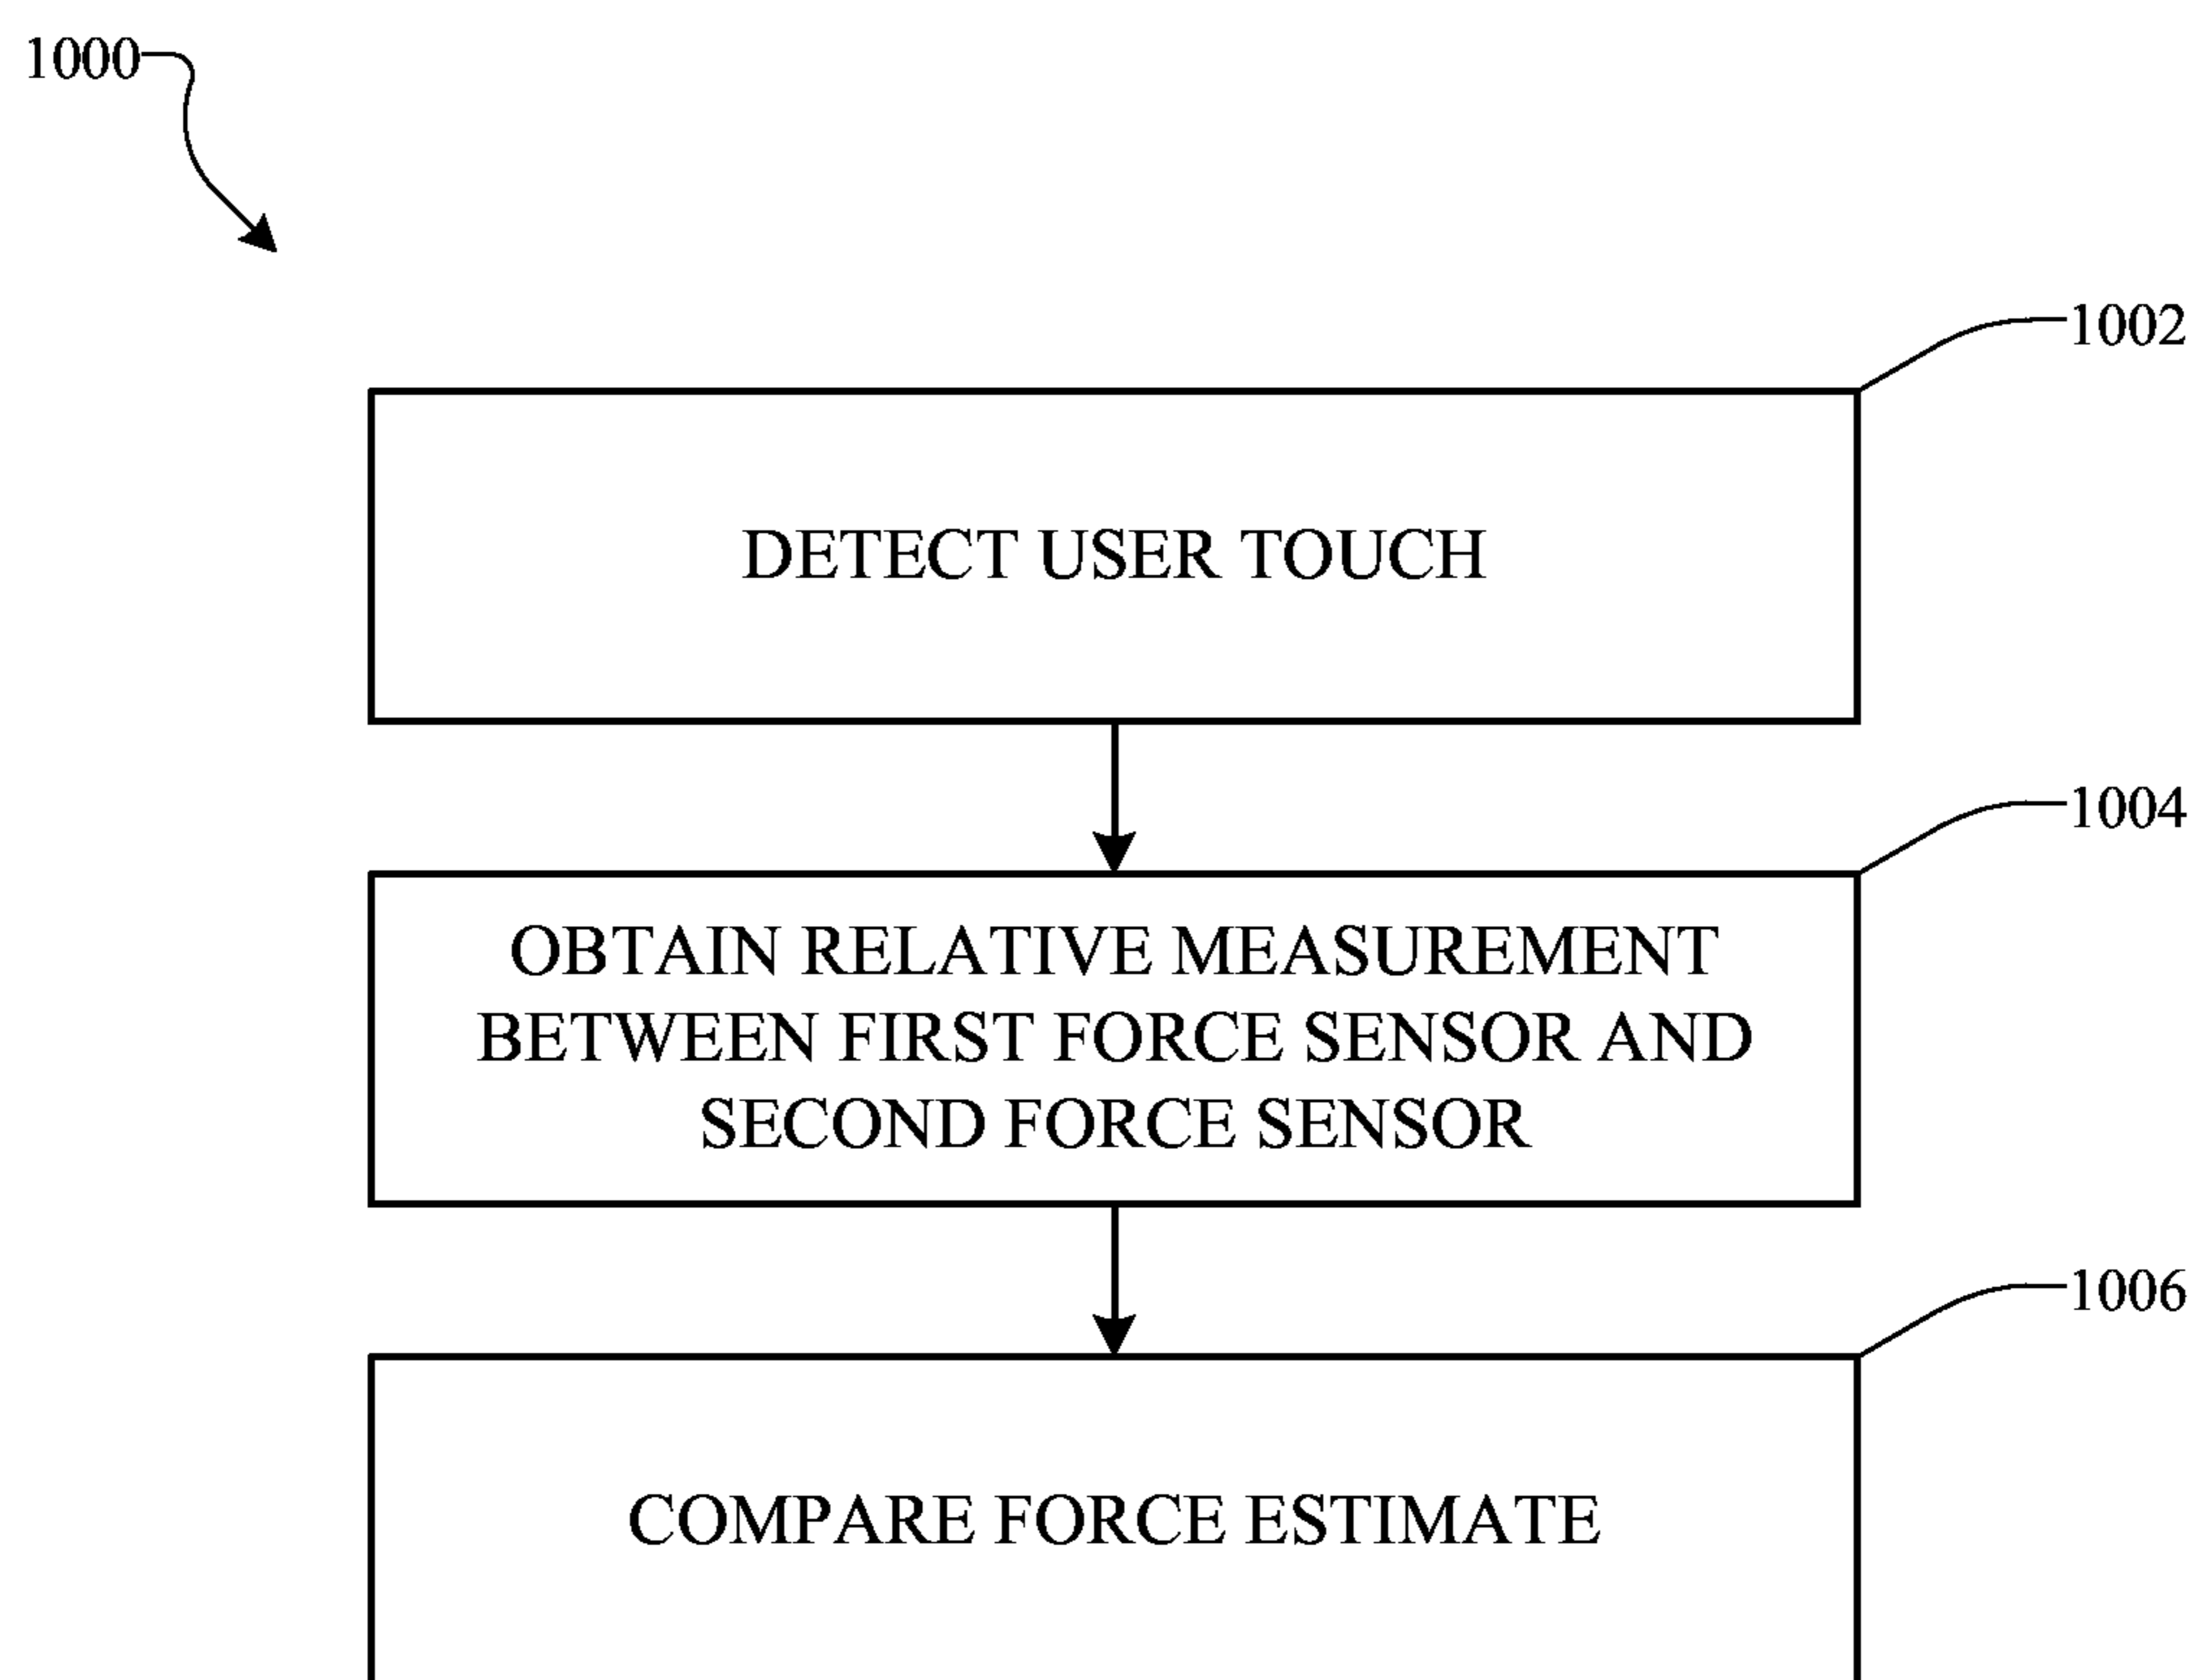 1000
1002
DETECT USER TOUCH
1004
OBTAIN RELATIVE MEASUREMENT
BETWEEN FIRST FORCE SENSOR AND
SECOND FORCE SENSOR
1006
COMPARE FORCE ESTIMATE